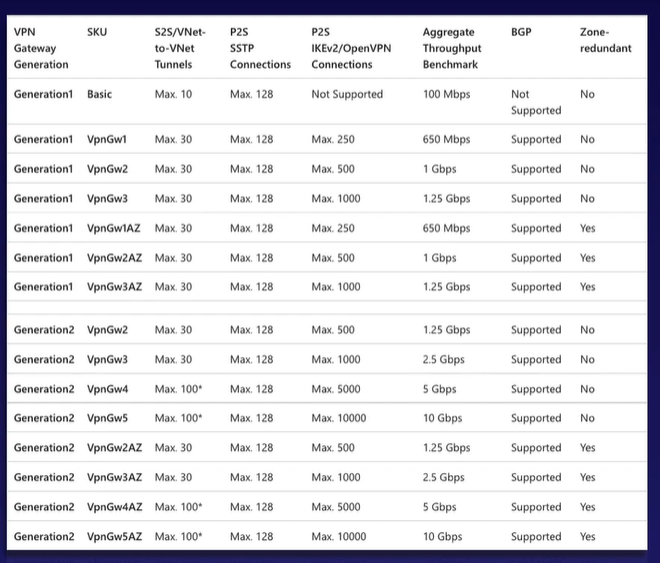 VPN Gateway Generation SKU S2S/VNet-to-VNet Tunnels P2S SSTP Connections P2S IKEv2/OpenVPN Connections Aggregate Throughput Benchmark BGP Zone-redundant
Generation1 Basic Max. 10 Max. 128 Not Supported 100 Mbps Not Supported No
Generation1 VpnGw1 Max. 30 Max. 128 Max. 250 650 Mbps Supported No
Generation1 VpnGw2 Max. 30 Max. 128 Max. 500 1 Gbps Supported No
Generation1 VpnGw3 Max. 30 Max. 128 Max. 1000 1.25 Gbps Supported No
Generation1 VpnGw1AZ Max. 30 Max. 128 Max. 250 650 Mbps Supported Yes
Generation1 VpnGw2AZ Max. 30 Max. 128 Max. 500 1 Gbps Supported Yes
Generation1 VpnGw3AZ Max. 30 Max. 128 Max. 1000 1.25 Gbps Supported Yes
Generation2 VpnGw2 Max. 30 Max. 128 Max. 500 1.25 Gbps Supported No
Generation2 VpnGw3 Max. 30 Max. 128 Max. 1000 2.5 Gbps Supported No
Generation2 VpnGw4 Max. 100* Max. 128 Max. 5000 5 Gbps Supported No
Generation2 VpnGw5 Max. 100* Max. 128 Max. 10000 10 Gbps Supported No
Generation2 VpnGw2AZ Max. 30 Max. 128 Max. 500 1.25 Gbps Supported Yes
Generation2 VpnGw3AZ Max. 30 Max. 128 Max. 1000 2.5 Gbps Supported Yes
Generation2 VpnGw4AZ Max. 100* Max. 128 Max. 5000 5 Gbps Supported Yes
Generation2 VpnGw5AZ Max. 100* Max. 128 Max. 10000 10 Gbps Supported Yes